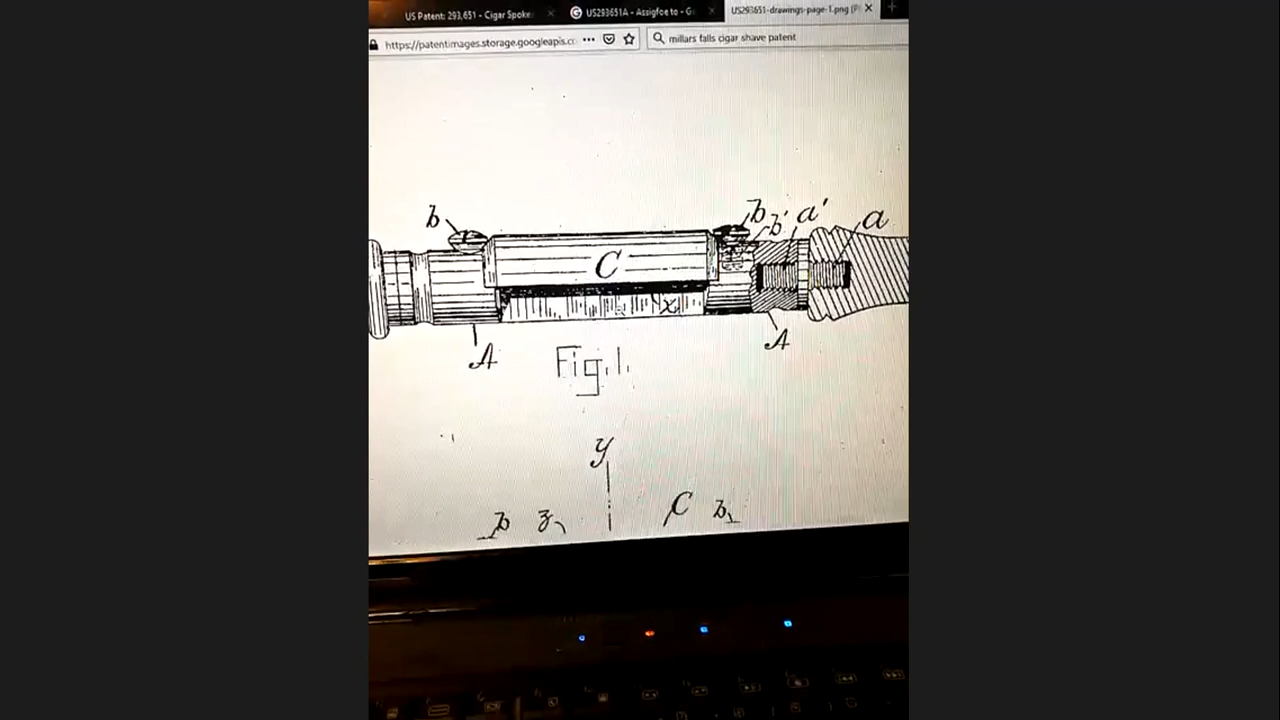 US Patent: 293,651 - Cigar Spoke
US293651A - Assigfoe to - G
US293651-drawings-page-1.png (P
https://patentimages.storage.googleapis.co
millars falls cigar shave patent
b b b' a' a
C
x
A A
Fig. 1.
y
b z C b